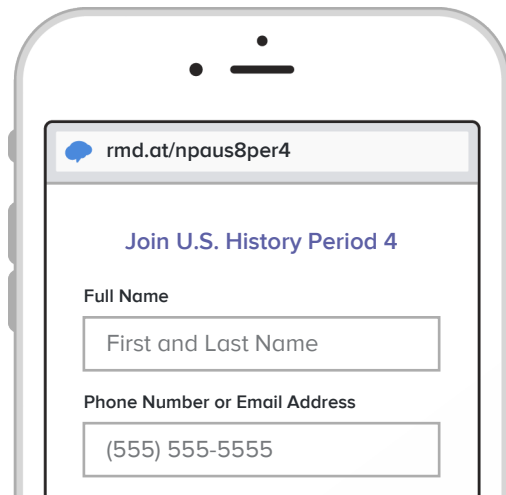 rmd.at/npaus8per4
Join U.S. History Period 4
Full Name
First and Last Name
Phone Number or Email Address
(555) 555-5555